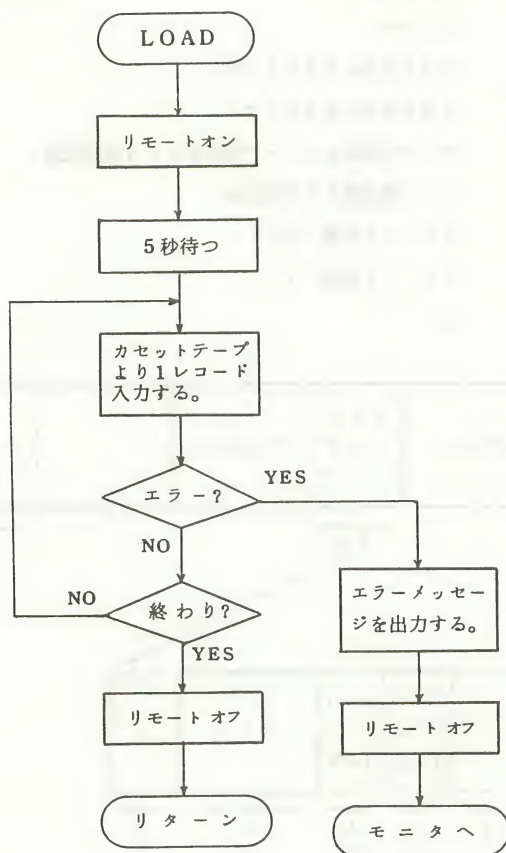 LOAD
リモートオン
5秒待つ
カセットテープ
より1レコード
入力する。
エラー?
YES
NO
終わり?
NO
YES
エラーメッセー
ジを出力する。
リモートオフ
リモートオフ
リターン
モニタヘ